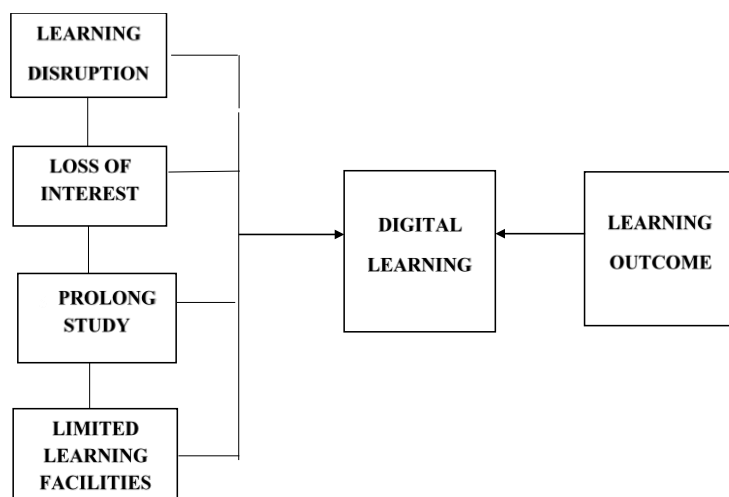 LEARNING
DISRUPTION
LOSS OF
INTEREST
PROLONG
STUDY
LIMITED
LEARNING
FACILITIES
DIGITAL
LEARNING
LEARNING
OUTCOME